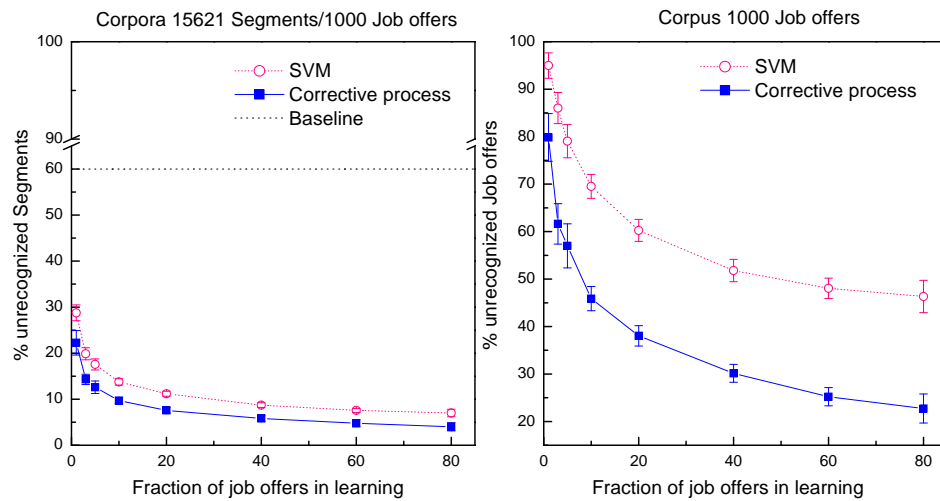 Corpora 15621 Segments/1000 Job offers
100
90
60
50
40
30
20
10
0
% unrecognized Segments
SVM
Corrective process
Baseline
0 20 40 60 80
Fraction of job offers in learning
Corpus 1000 Job offers
100
90
80
70
60
50
40
30
20
% unrecognized Job offers
SVM
Corrective process
0 20 40 60 80
Fraction of job offers in learning